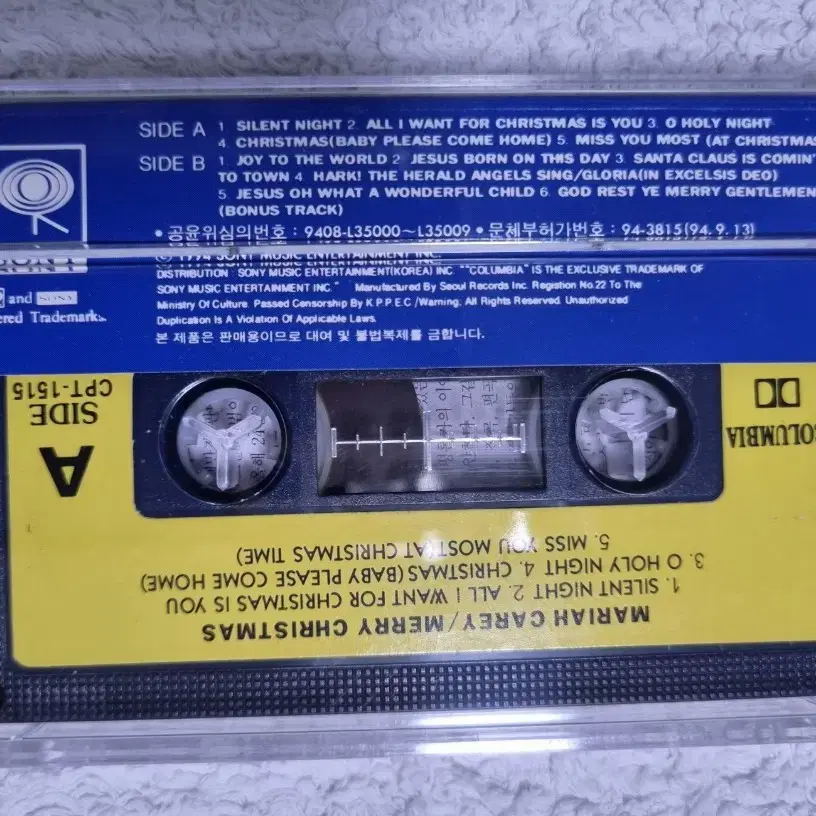 SIDE A 1 SILENT NIGHT 2. ALL I WANT FOR CHRISTMAS IS YOU 3. O HOLY NIGHT
4. CHRISTMAS(BABY PLEASE COME HOME) 5. MISS YOU MOST (AT CHRISTMAS
SIDE B 1. JOY TO THE WORLD 2 JESUS BORN ON THIS DAY 3. SANTA CLAUS IS COMIN'
TO TOWN 4 HARK! THE HERALD ANGELS SING/GLORIA(IN EXCELSIS DEO)
5. JESUS OH WHAT A WONDERFUL CHILD 6. GOD REST YE MERRY GENTLEMEN
(BONUS TRACK)
• 공윤위심의번호 : 9408-L35000~L35009 • 문체부허가번호 : 94-3815(94.9.13)
SONY
© 1994 SONY MUSIC ENTERTAINMENT INC.
DISTRIBUTION : SONY MUSIC ENTERTAINMENT(KOREA) INC. ""COLUMBIA" IS THE EXCLUSIVE TRADEMARK OF
SONY MUSIC ENTERTAINMENT INC." Manufactured By Seoul Records Inc. Registion No.22 To The
Ministry Of Culture. Passed Censorship By K.P.P.E.C /Warning: All Rights Reserved. Unauthorized
Duplication Is A Violation Of Applicable Laws.
본 제품은 판매용이므로 대여 및 불법복제를 금합니다.
and SONY
ered Trademarks.
MARIAH CAREY/MERRY CHRISTMAS
1. SILENT NIGHT 2. ALL I WANT FOR CHRISTMAS IS YOU
3. O HOLY NIGHT 4. CHRISTMAS (BABY PLEASE COME HOME)
5. MISS YOU MOST(AT CHRISTMAS TIME)
SIDE
A
CPT-1515
COLUMBIA